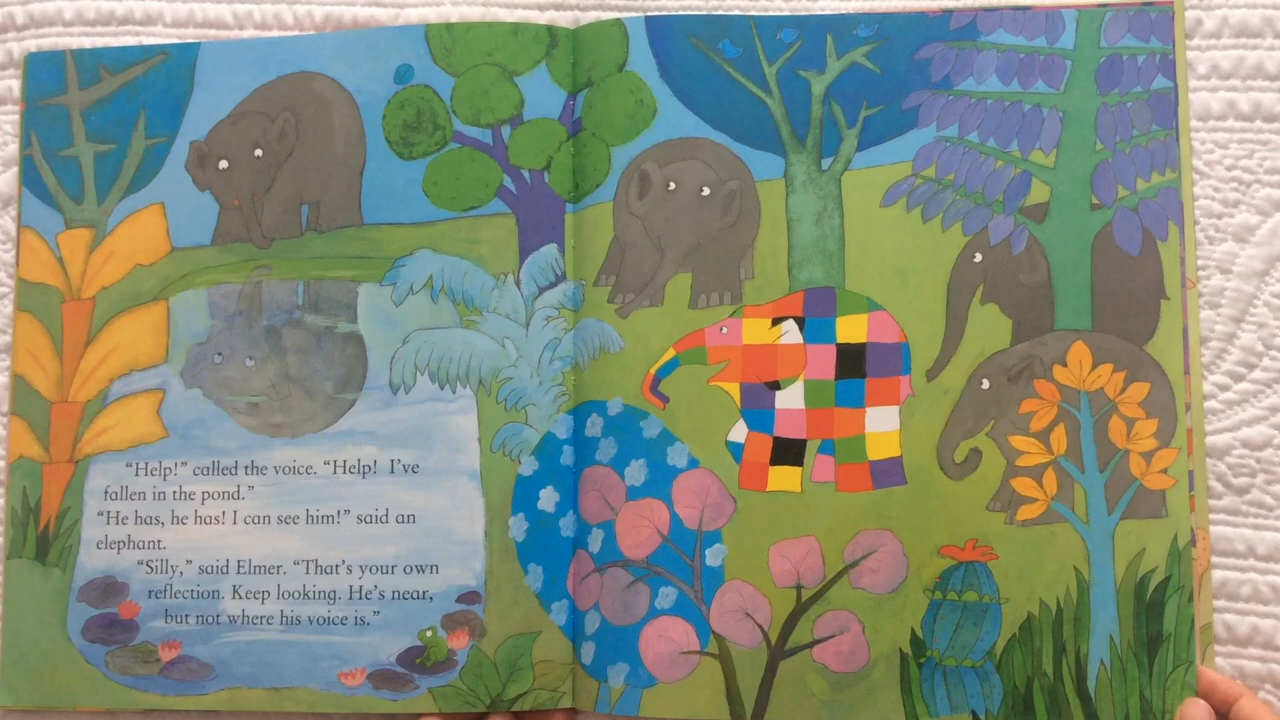 “Help!” called the voice. “Help!  I’ve
fallen in the pond.”
“He has, he has! I can see him!” said an
elephant.
“Silly,” said Elmer. “That’s your own
reflection. Keep looking. He’s near,
but not where his voice is.”